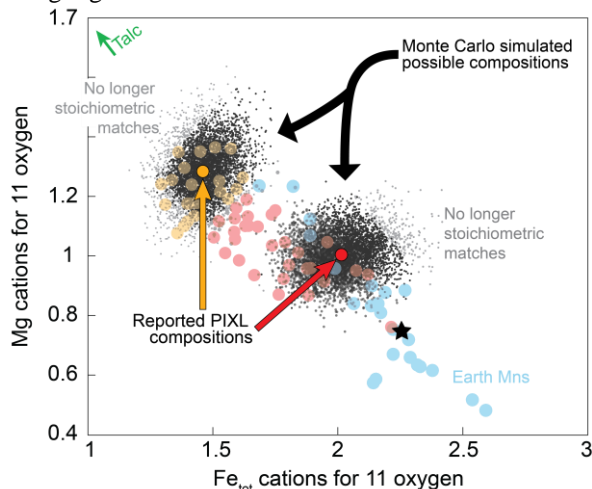 1.7
Talc
Monte Carlo simulated
possible compositions
No longer
stoichiometric
matches
1.2
No longer
stoichiometric
matches
1
Mg cations for 11 oxygen
Reported PIXL
compositions
0.8
0.6
Earth Mns
0.4
1
1.5
2
2.5
3
Fe_tot cations for 11 oxygen